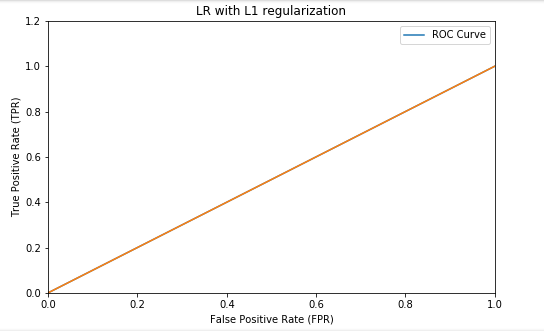 LR with L1 regularization
ROC Curve
1.2
1.0
0.8
0.6
0.4
0.2
0.0
True Positive Rate (TPR)
0.0 0.2 0.4 0.6 0.8 1.0
False Positive Rate (FPR)